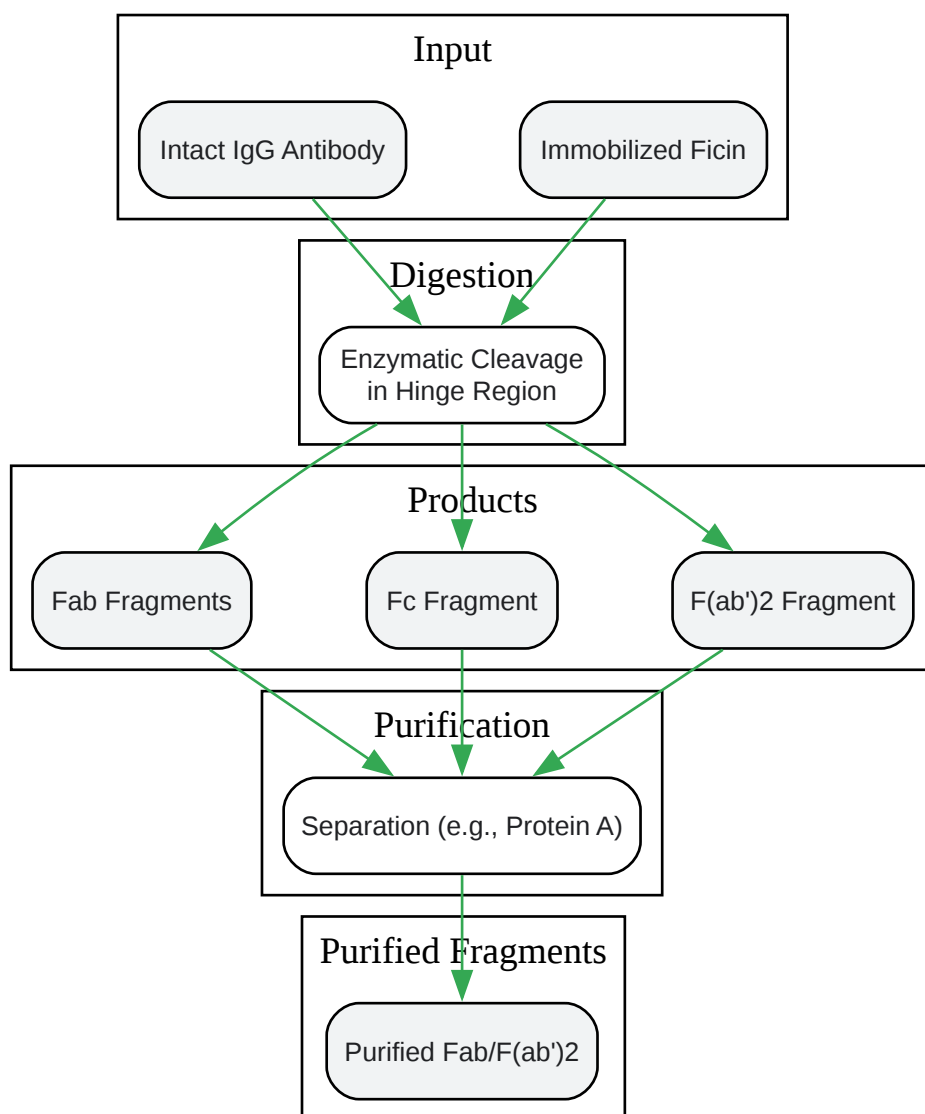 Input
Intact IgG Antibody
Immobilized Ficin
Digestion
Enzymatic Cleavage
in Hinge Region
Products
Fab Fragments
Fc Fragment
F(ab')2 Fragment
Purification
Separation (e.g., Protein A)
Purified Fragments
Purified Fab/F(ab')2